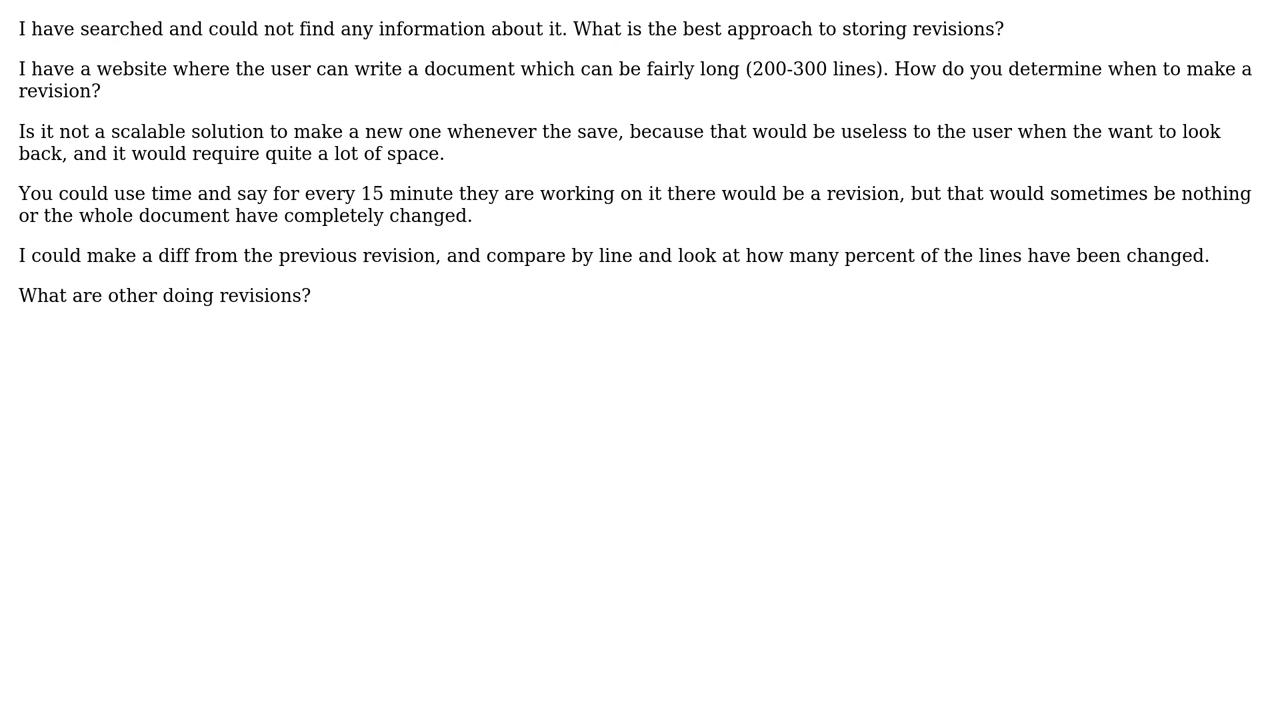 I have searched and could not find any information about it. What is the best approach to storing revisions?
I have a website where the user can write a document which can be fairly long (200-300 lines). How do you determine when to make a
revision?
Is it not a scalable solution to make a new one whenever the save, because that would be useless to the user when the want to look
back, and it would require quite a lot of space.
You could use time and say for every 15 minute they are working on it there would be a revision, but that would sometimes be nothing
or the whole document have completely changed.
I could make a diff from the previous revision, and compare by line and look at how many percent of the lines have been changed.
What are other doing revisions?